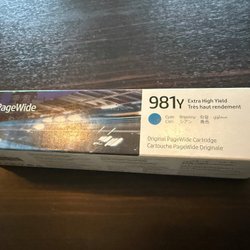 PageWide
981Y Extra High Yield
Très haut rendement
Cyan
Original PageWide Cartridge
Cartouche PageWide Originale